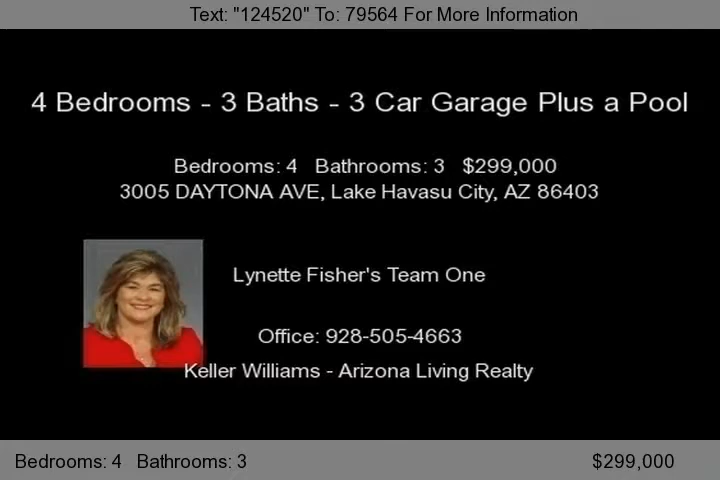 Text: "124520" To: 79564 For More Information
4 Bedrooms - 3 Baths - 3 Car Garage Plus a Pool
Bedrooms: 4 Bathrooms: 3 $299,000
3005 DAYTONA AVE, Lake Havasu City, AZ 86403
Lynette Fisher's Team One
Office: 928-505-4663
Keller Williams - Arizona Living Realty
Bedrooms: 4 Bathrooms: 3 $299,000